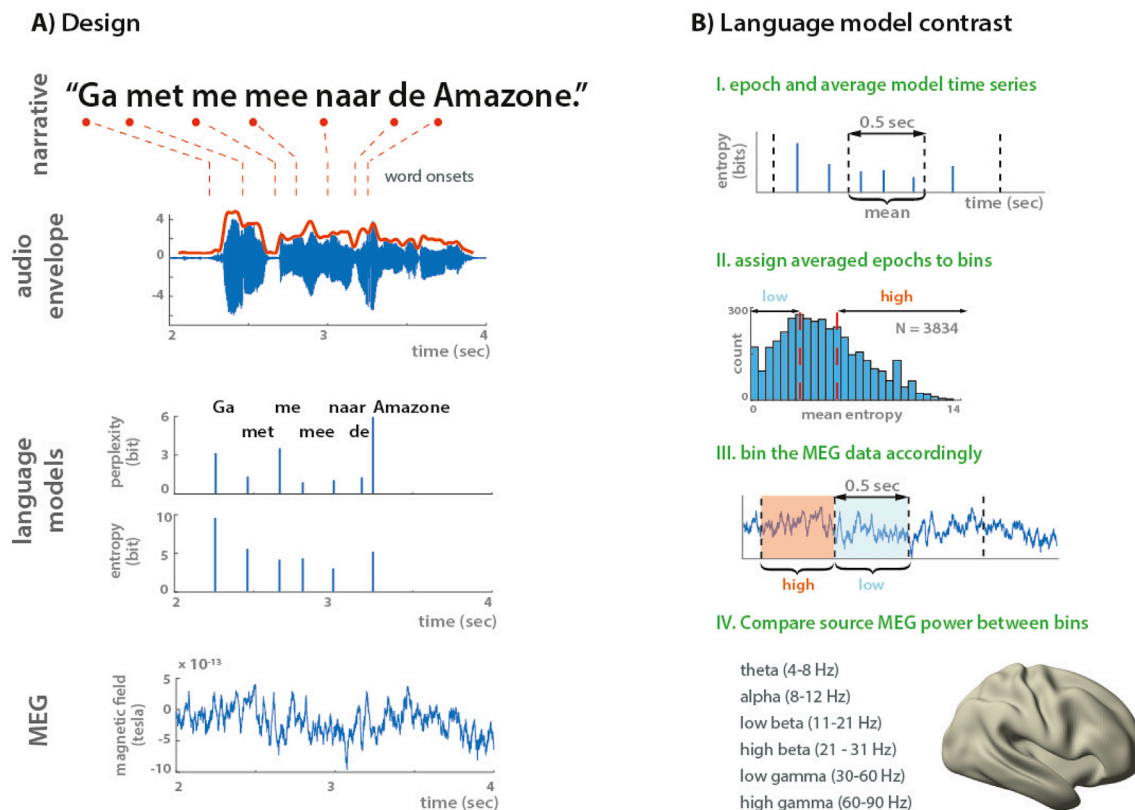 A) Design
narrative
“Ga met me mee naar de Amazone.”
word onsets
audio
envelope
4
0
-4
2 3 4
time (sec)
language
models
perplexity
(bit)
6
3
0
Ga me naar Amazone
met mee de
entropy
(bit)
10
5
0
2 3 4
time (sec)
MEG
magnetic field
(tesla)
x 10-13
5
0
-5
-10
2 3 4
time (sec)
B) Language model contrast
I. epoch and average model time series
0.5 sec
entropy
(bits)
mean
time (sec)
II. assign averaged epochs to bins
low high
300
N = 3834
count
0
0 14
mean entropy
III. bin the MEG data accordingly
0.5 sec
high low
IV. Compare source MEG power between bins
theta (4-8 Hz)
alpha (8-12 Hz)
low beta (11-21 Hz)
high beta (21 - 31 Hz)
low gamma (30-60 Hz)
high gamma (60-90 Hz)